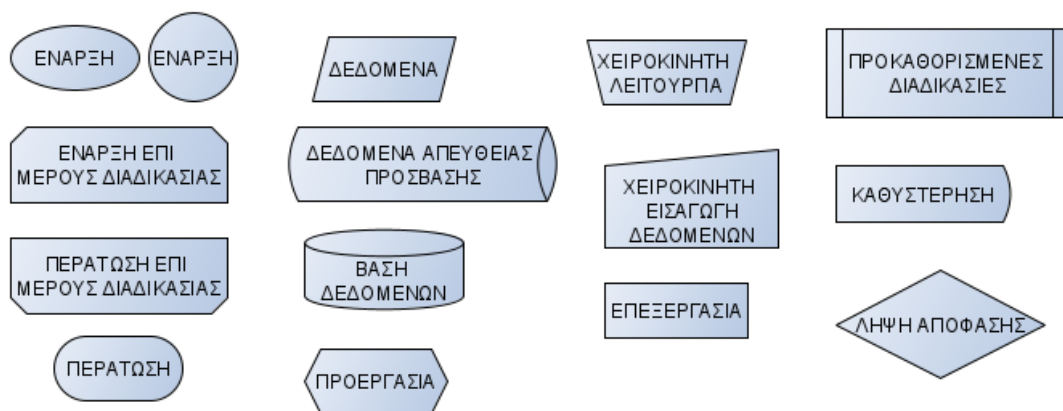 ΕΝΑΡΞΗ
ΕΝΑΡΞΗ
ΕΝΑΡΞΗ ΕΠΙ
ΜΕΡΟΥΣ ΔΙΑΔΙΚΑΣΙΑΣ
ΠΕΡΑΤΩΣΗ ΕΠΙ
ΜΕΡΟΥΣ ΔΙΑΔΙΚΑΣΙΑΣ
ΠΕΡΑΤΩΣΗ
ΔΕΔΟΜΕΝΑ
ΔΕΔΟΜΕΝΑ ΑΠΕΥΘΕΙΑΣ
ΠΡΟΣΒΑΣΗΣ
ΒΑΣΗ
ΔΕΔΟΜΕΝΩΝ
ΠΡΟΕΡΓΑΣΙΑ
ΧΕΙΡΟΚΙΝΗΤΗ
ΛΕΙΤΟΥΡΓΙΑ
ΧΕΙΡΟΚΙΝΗΤΗ
ΕΙΣΑΓΩΓΗ
ΔΕΔΟΜΕΝΩΝ
ΕΠΕΞΕΡΓΑΣΙΑ
ΠΡΟΚΑΘΟΡΙΣΜΕΝΕΣ
ΔΙΑΔΙΚΑΣΙΕΣ
ΚΑΘΥΣΤΕΡΗΣΗ
ΛΗΨΗ ΑΠΟΦΑΣΗΣ